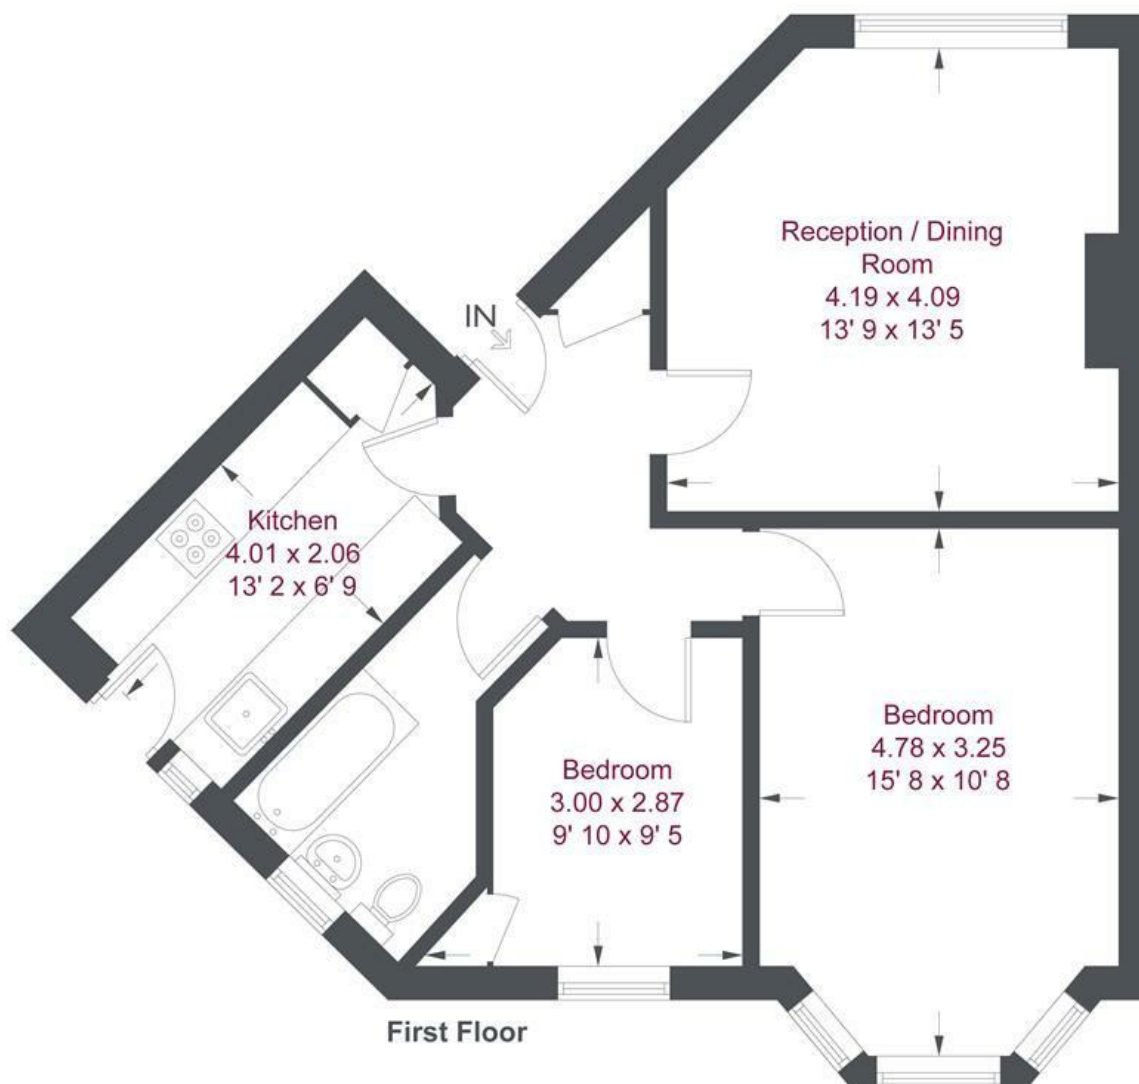 Reception / Dining
Room
4.19 x 4.09
13' 9 x 13' 5
IN
Kitchen
4.01 x 2.06
13' 2 x 6' 9
Bedroom
3.00 x 2.87
9' 10 x 9' 5
Bedroom
4.78 x 3.25
15' 8 x 10' 8
First Floor